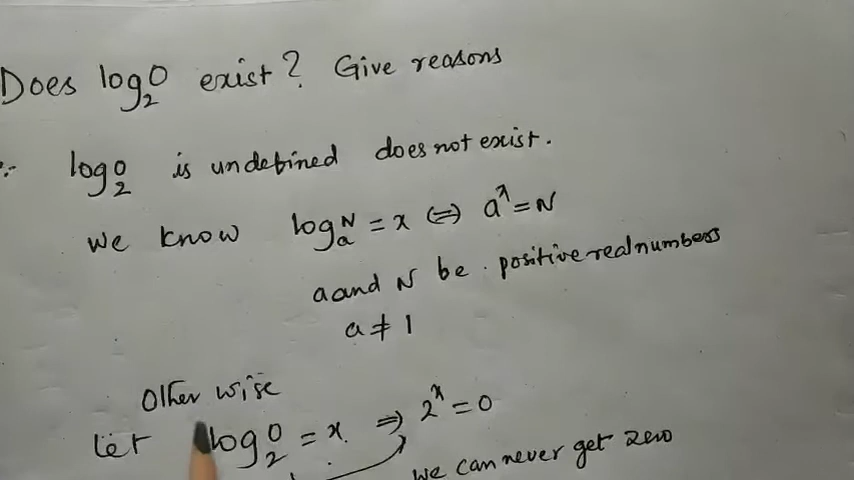 Does log₂0 exist? Give reasons
:- log₂0 is undefined does not exist.
We know logₐN = x ⇔ aˣ = N
a and N be positive real numbers
a ≠ 1
Other wise
Let log₂0 = x. ⇒ 2ˣ = 0
we can never get zero